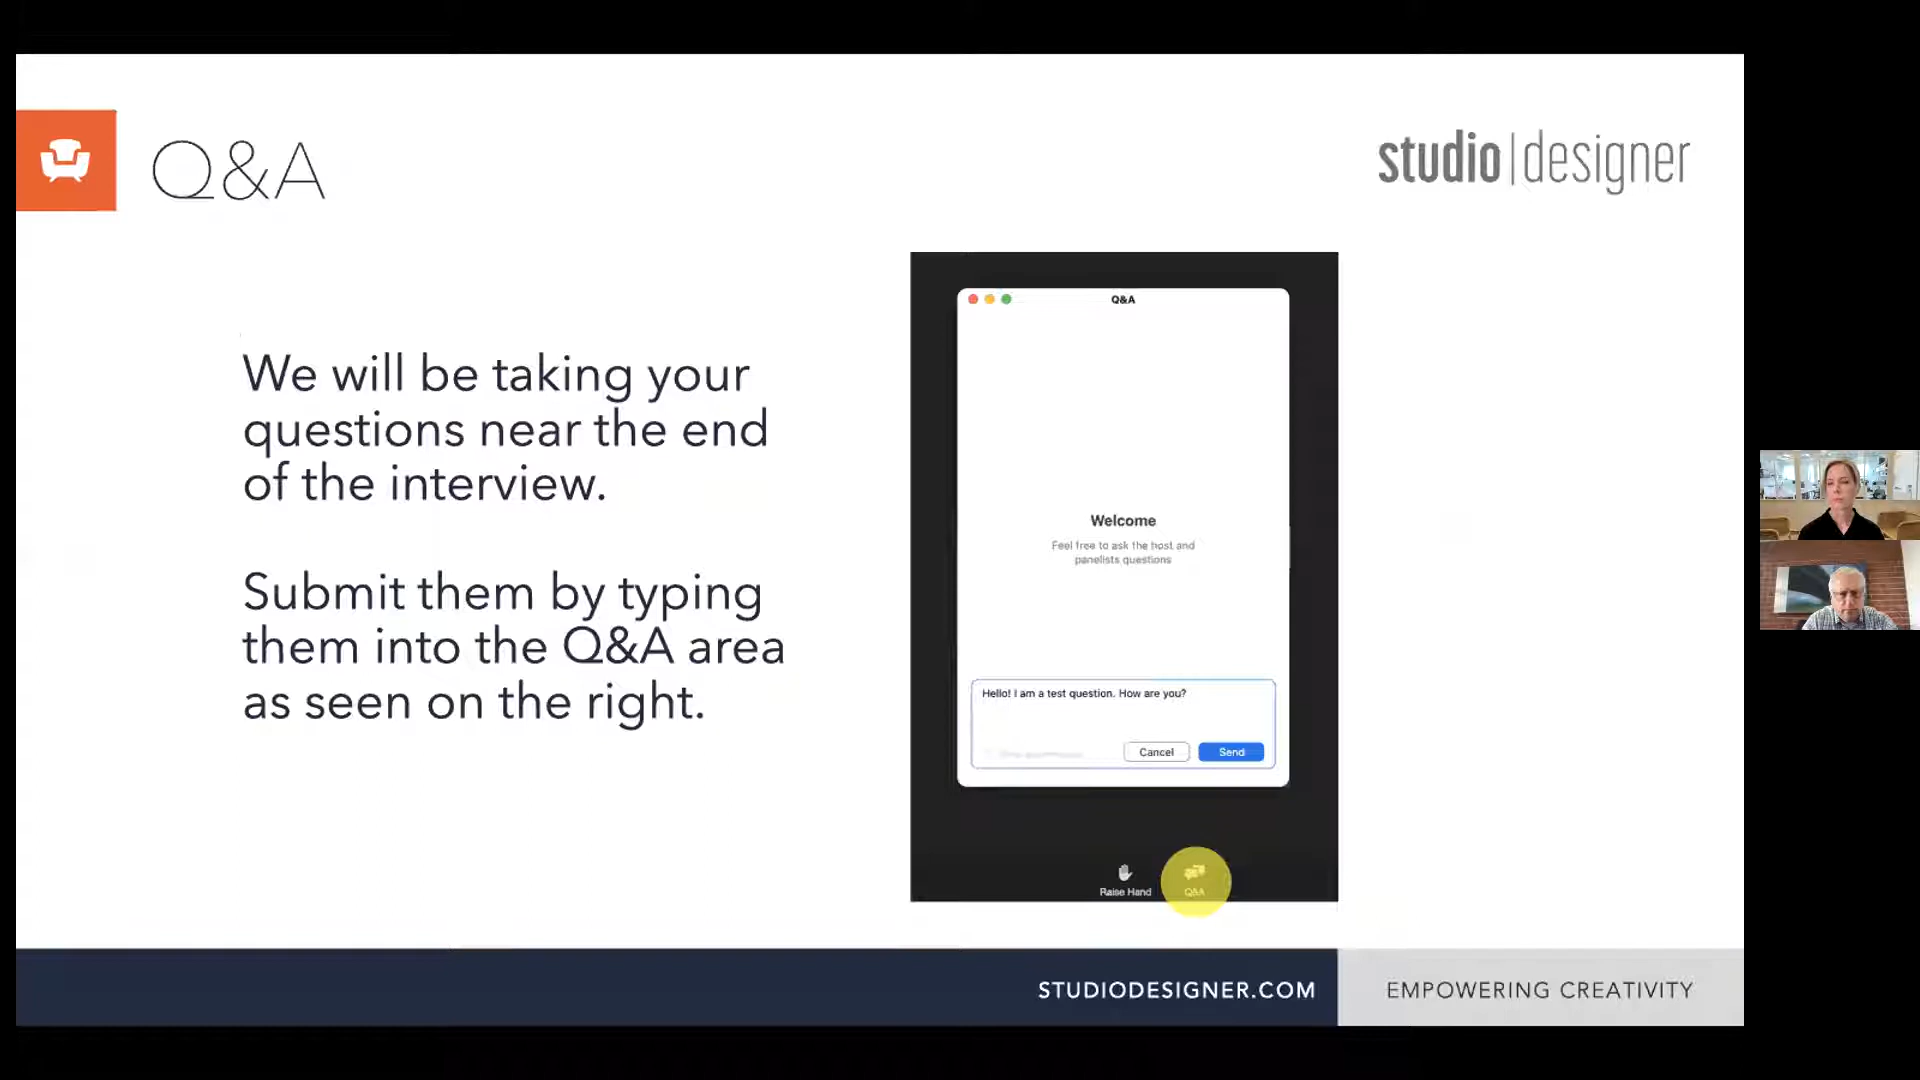 Q&A
studio|designer
We will be taking your
questions near the end
of the interview.
Submit them by typing
them into the Q&A area
as seen on the right.
Q&A
Welcome
Feel free to ask the host and
panelists questions
Hello! I am a test question. How are you?
Cancel
Send
Raise Hand
Q&A
STUDIODESIGNER.COM
EMPOWERING CREATIVITY